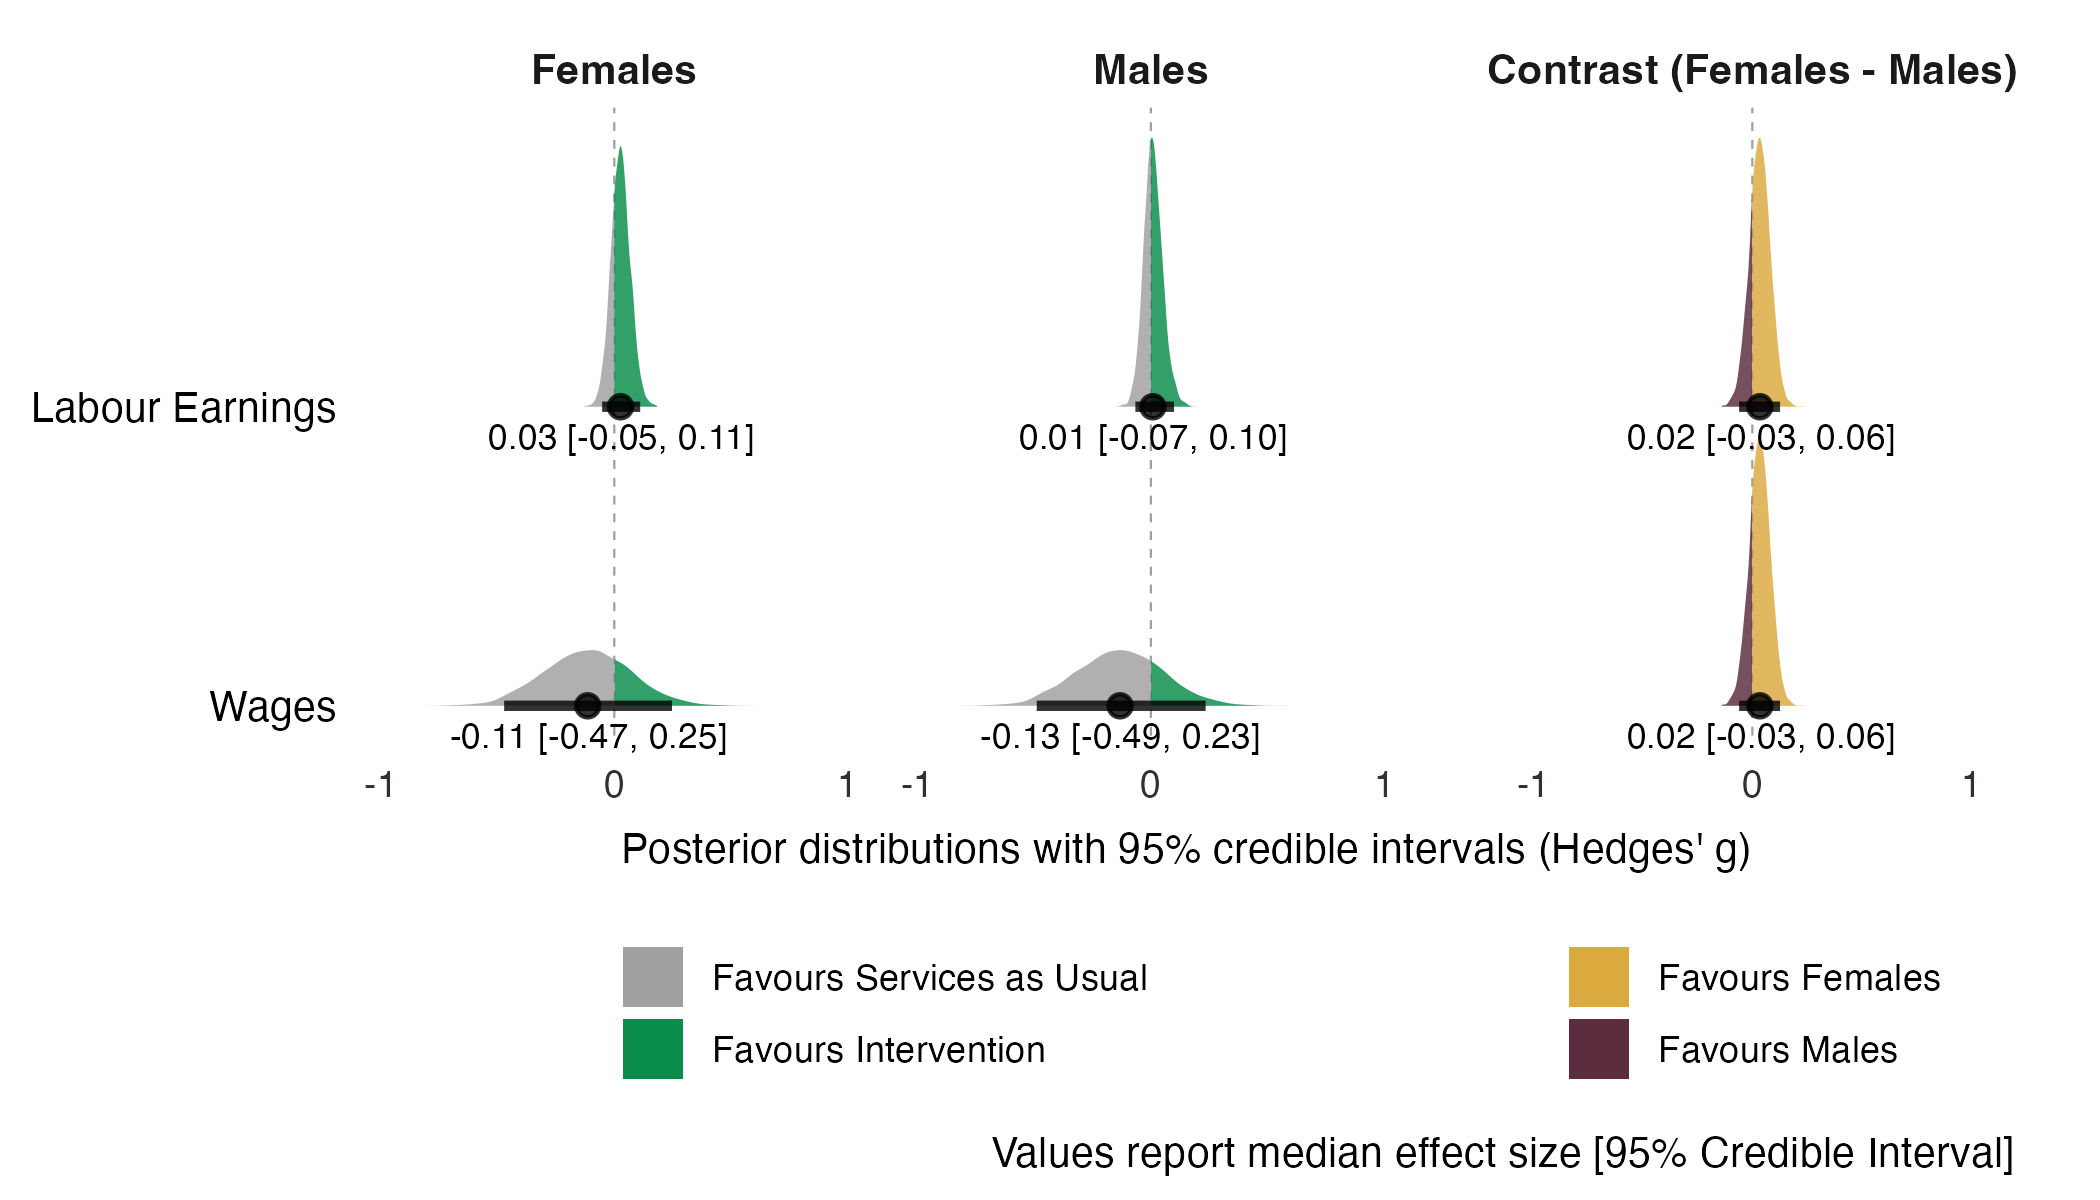 Females Males Contrast (Females - Males)
Labour Earnings
0.03 [-0.05, 0.11] 0.01 [-0.07, 0.10] 0.02 [-0.03, 0.06]
Wages
-0.11 [-0.47, 0.25] -0.13 [-0.49, 0.23] 0.02 [-0.03, 0.06]
-1 0 1 -1 0 1 -1 0 1
Posterior distributions with 95% credible intervals (Hedges' g)
Favours Services as Usual Favours Females
Favours Intervention Favours Males
Values report median effect size [95% Credible Interval]